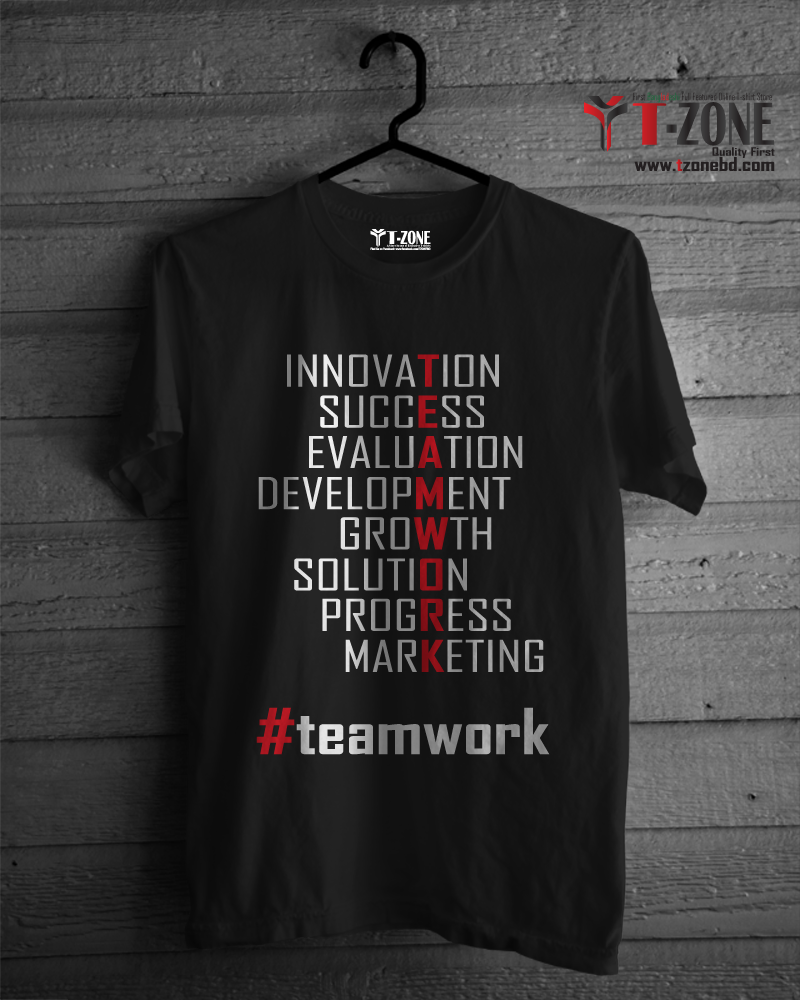 T-ZONE
Quality First
www.tzonebd.com
T-ZONE
INNOVATION
SUCCESS
EVALUATION
DEVELOPMENT
GROWTH
SOLUTION
PROGRESS
MARKETING
#teamwork